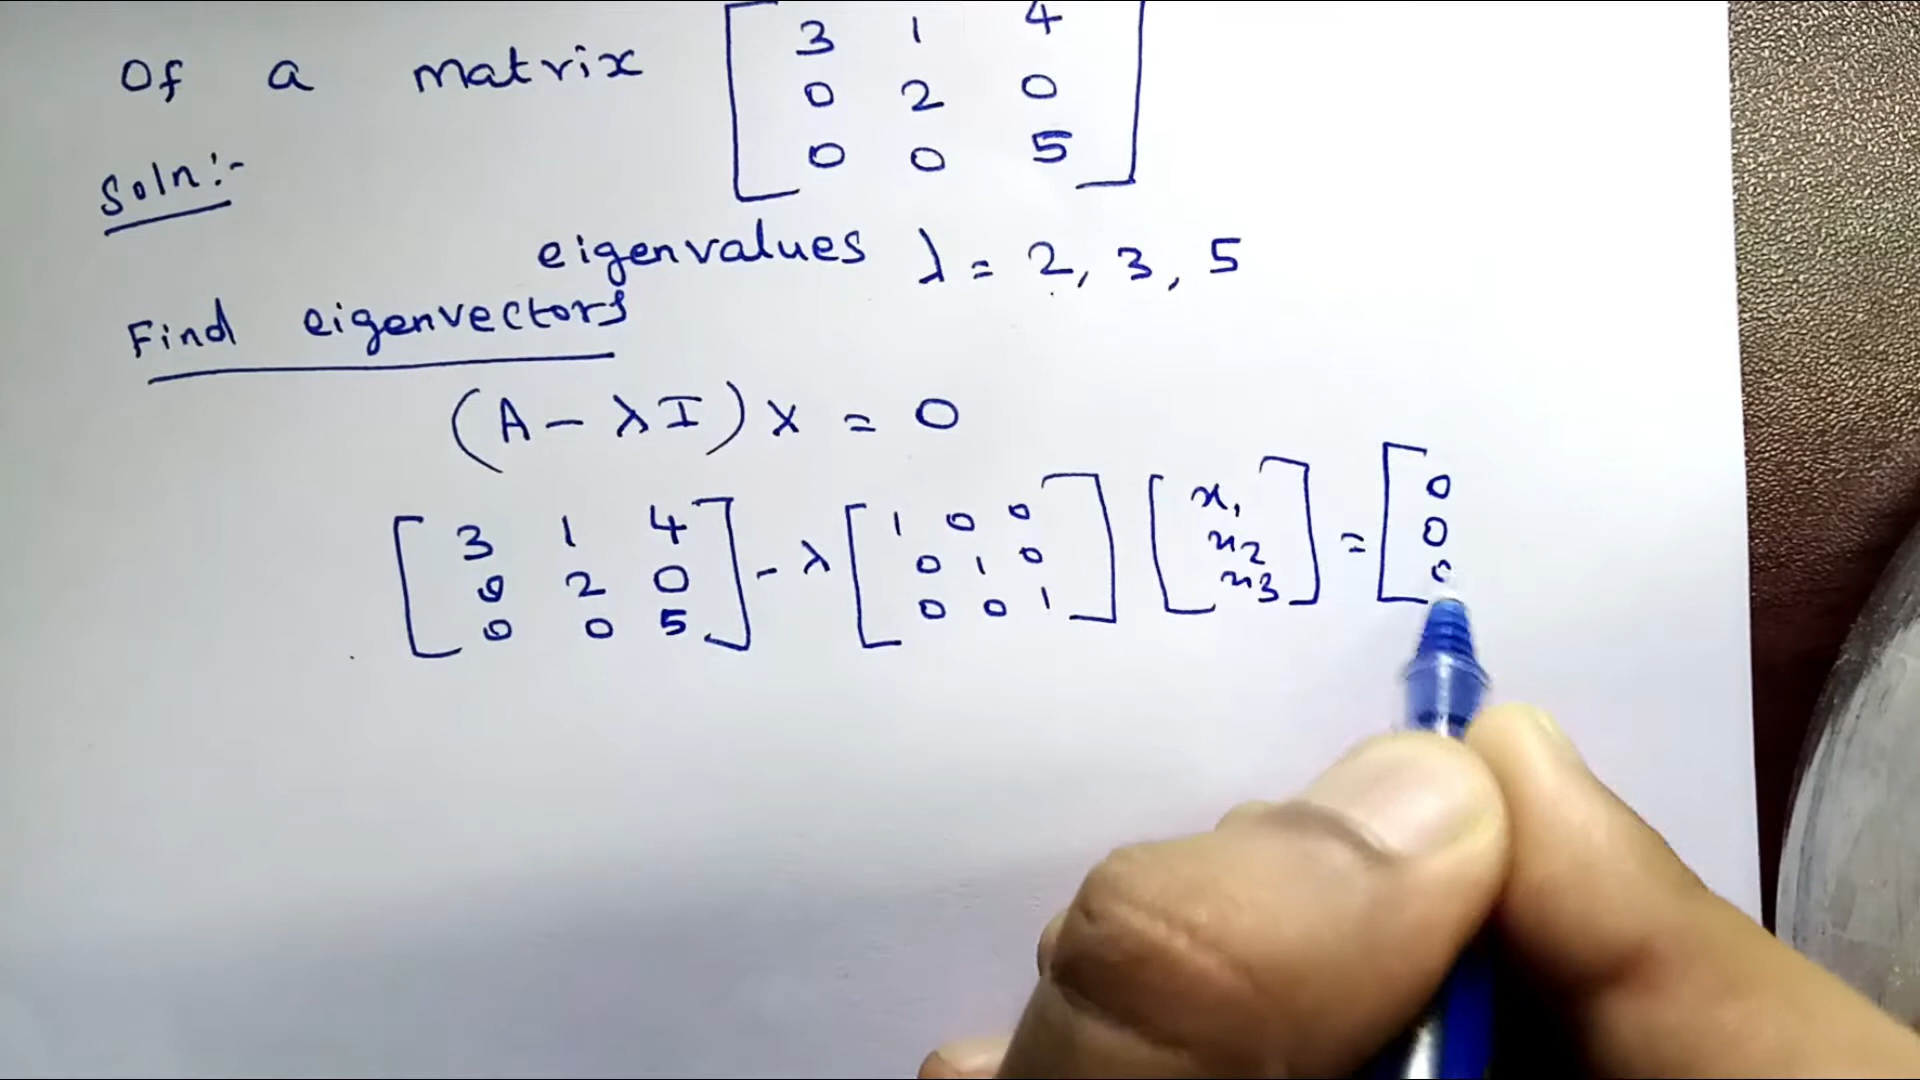 Of a matrix [3 1 4
0 2 0
0 0 5]
Soln:-
eigenvalues λ = 2, 3, 5
Find eigenvectors
(A - λI) x = 0
[3 1 4
0 2 0
0 0 5] - λ [1 0 0
0 1 0
0 0 1] [x1
x2
x3] = [0
0
0